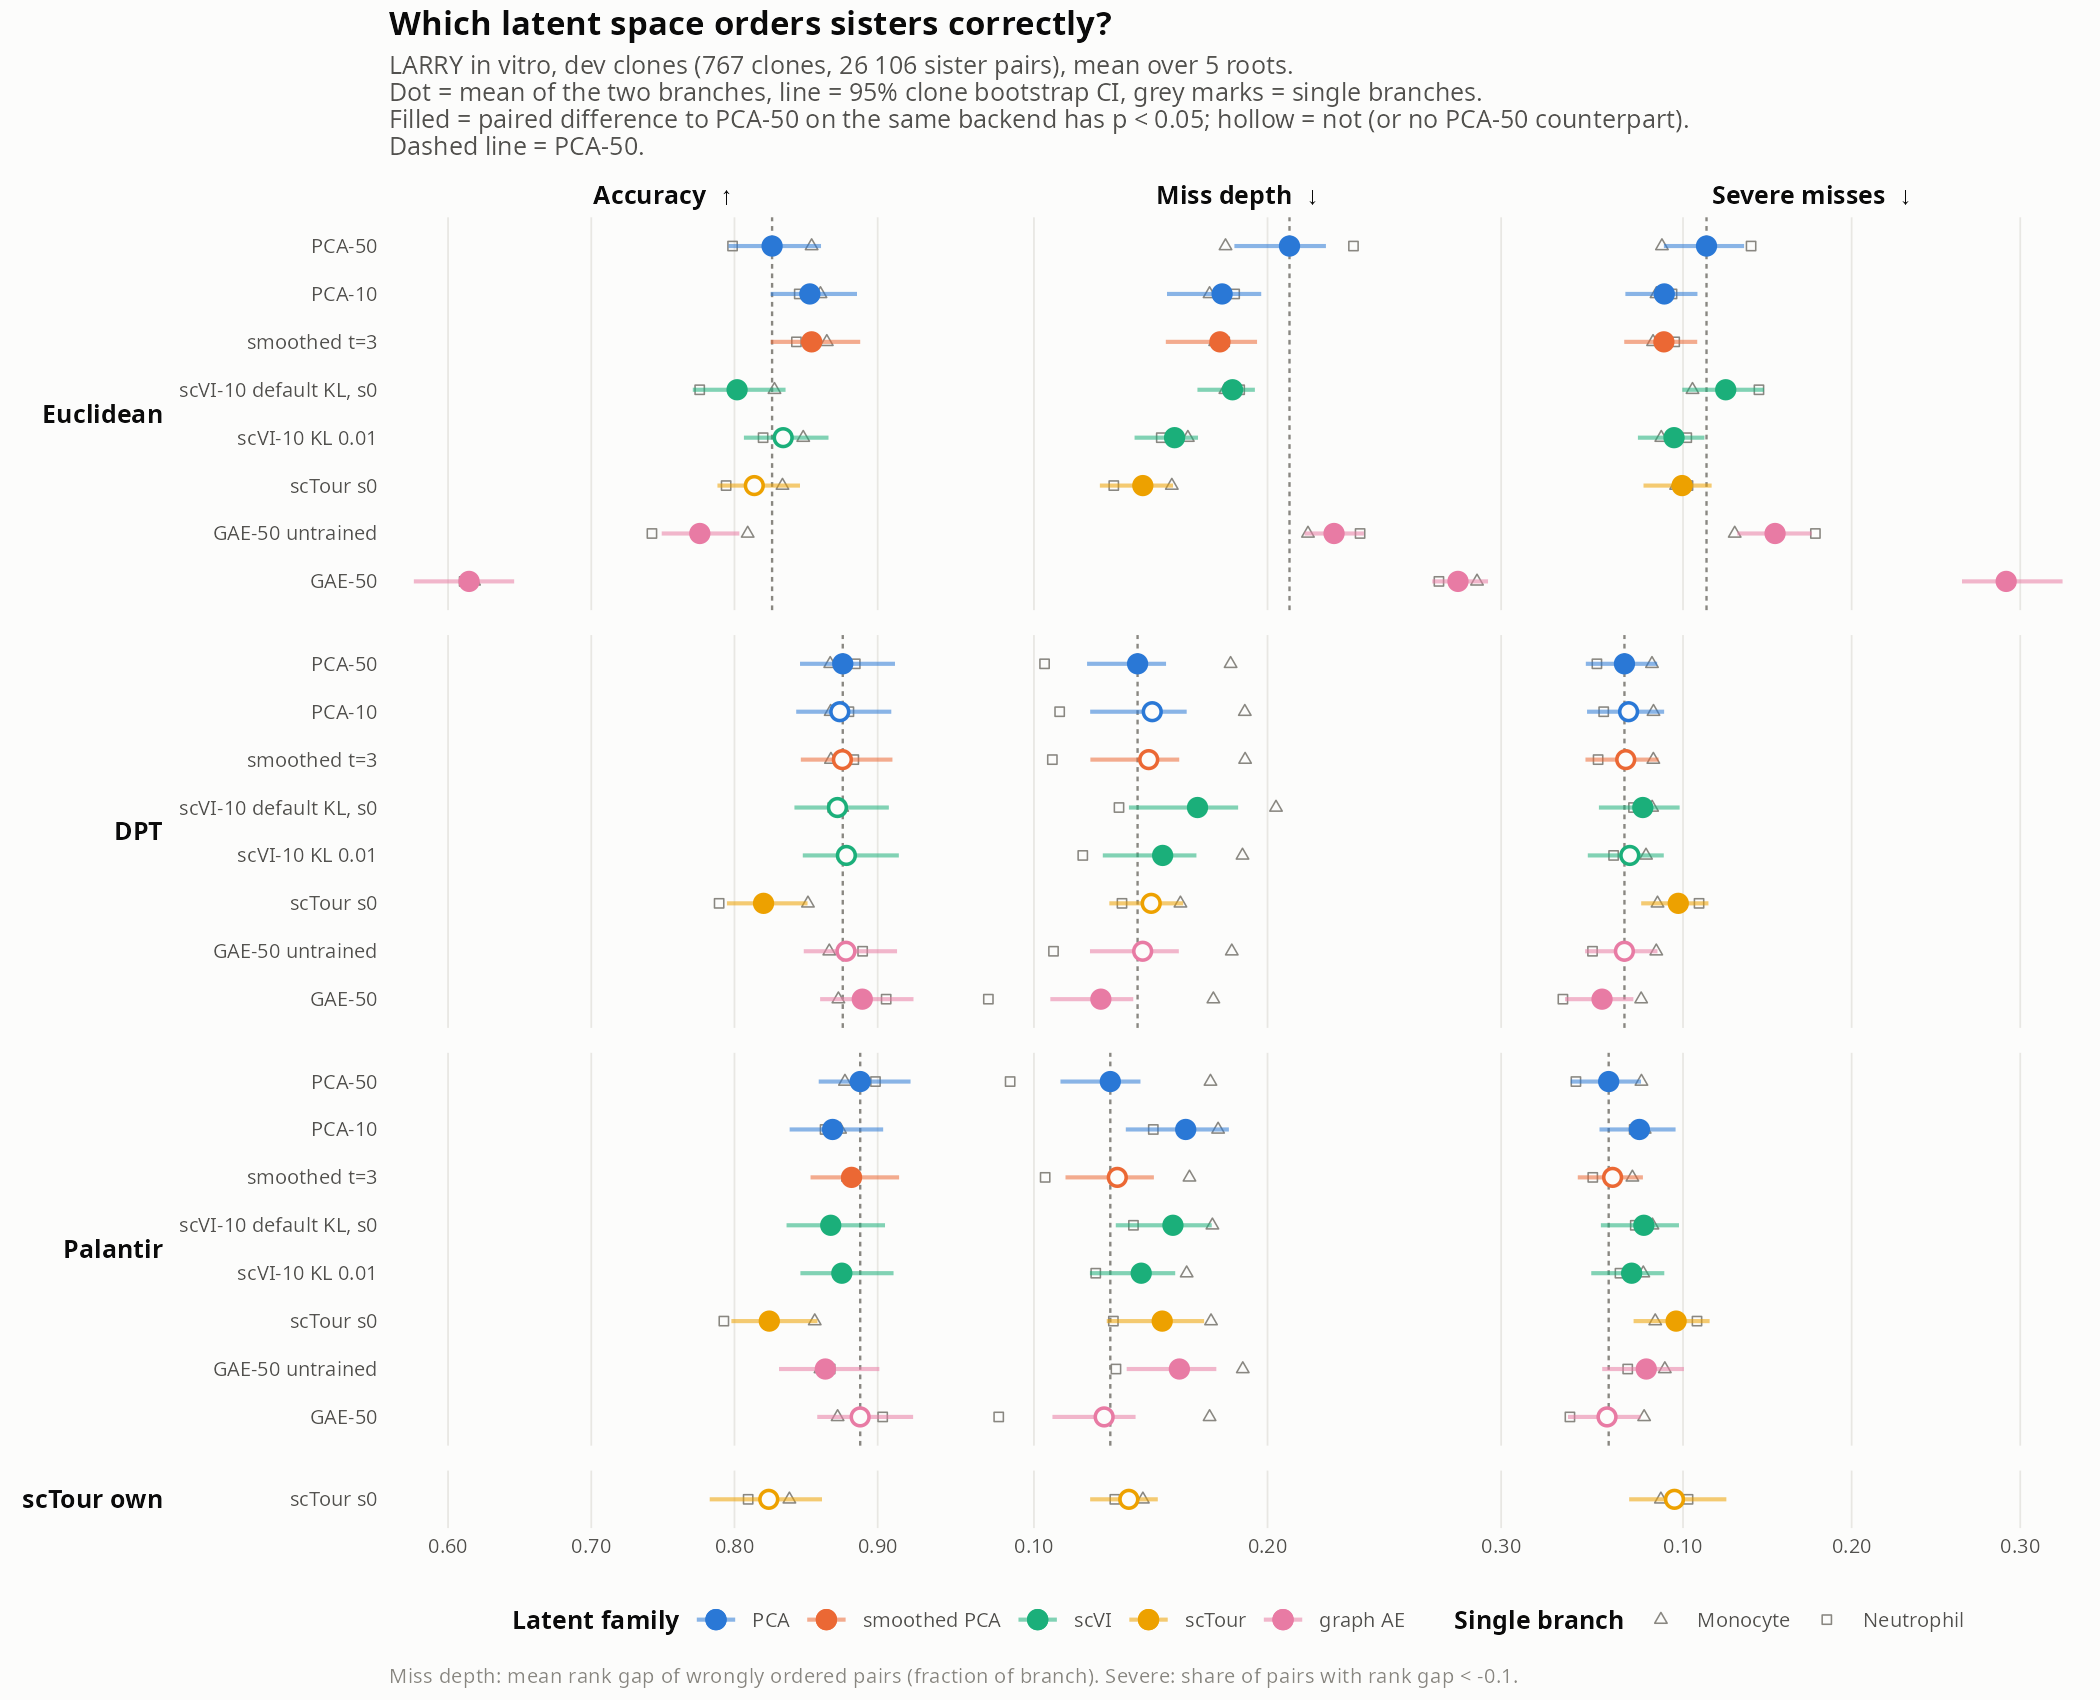 Which latent space orders sisters correctly?
LARRY in vitro, dev clones (767 clones, 26 106 sister pairs), mean over 5 roots.
Dot = mean of the two branches, line = 95% clone bootstrap CI, grey marks = single branches.
Filled = paired difference to PCA-50 on the same backend has p < 0.05; hollow = not (or no PCA-50 counterpart).
Dashed line = PCA-50.
Accuracy ↑ Miss depth ↓ Severe misses ↓
Euclidean
PCA-50
PCA-10
smoothed t=3
scVI-10 default KL, s0
scVI-10 KL 0.01
scTour s0
GAE-50 untrained
GAE-50
DPT
PCA-50
PCA-10
smoothed t=3
scVI-10 default KL, s0
scVI-10 KL 0.01
scTour s0
GAE-50 untrained
GAE-50
Palantir
PCA-50
PCA-10
smoothed t=3
scVI-10 default KL, s0
scVI-10 KL 0.01
scTour s0
GAE-50 untrained
GAE-50
scTour own
scTour s0
0.60 0.70 0.80 0.90 0.10 0.20 0.30 0.10 0.20 0.30
Latent family PCA smoothed PCA scVI scTour graph AE Single branch Monocyte Neutrophil
Miss depth: mean rank gap of wrongly ordered pairs (fraction of branch). Severe: share of pairs with rank gap < -0.1.